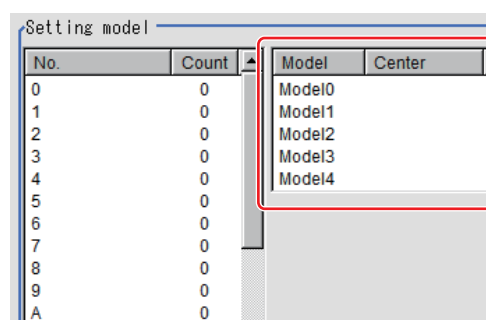 Setting model
No. Count Model Center
0 0 Model0
1 0 Model1
2 0 Model2
3 0 Model3
4 0 Model4
5 0
6 0
7 0
8 0
9 0
A 0